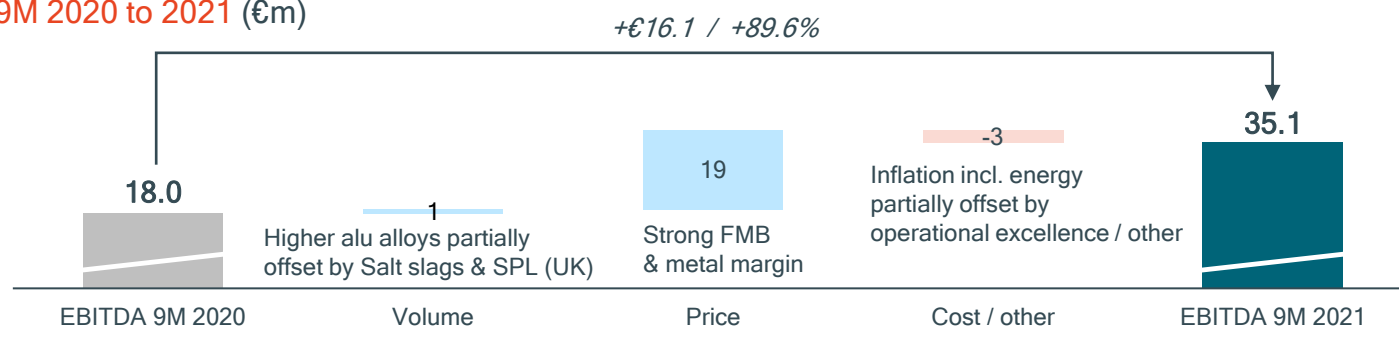 9M 2020 to 2021 (€m)
+€16.1 / +89.6%
35.1
18.0
1
19
-3
Higher alu alloys partially
offset by Salt slags & SPL (UK)
Strong FMB
& metal margin
Inflation incl. energy
partially offset by
operational excellence / other
EBITDA 9M 2020
Volume
Price
Cost / other
EBITDA 9M 2021